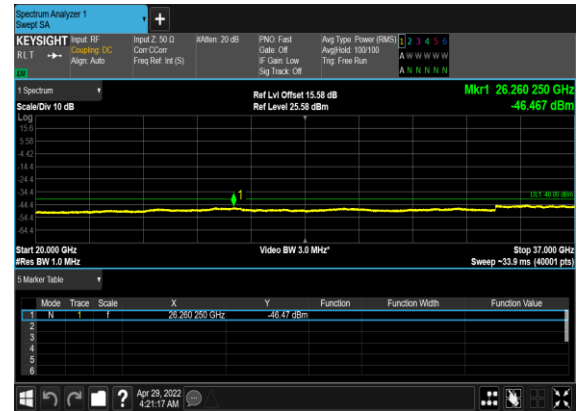 Spectrum Analyzer 1
Swept SA
KEYSIGHT Input: RF Input Z: 50 Ω #Atten: 20 dB PNO: Fast Avg Type: Power (RMS) 1 2 3 4 5 6
RLT Coupling: DC Corr CCorr Gate: Off Avg|Hold: 100/100 A W W W W W
Align: Auto Freq Ref: Int (S) IF Gain: Low Trig: Free Run
Sig Track: Off A N N N N N
1 Spectrum Ref Lvl Offset 15.58 dB Mkr1 26.260 250 GHz
Scale/Div 10 dB Ref Level 25.58 dBm -46.467 dBm
Log
15.6
5.58
-4.42
-14.4
-24.4
-34.4
1
-44.4
-54.4
-64.4
Start 20.000 GHz Video BW 3.0 MHz* Stop 37.000 GHz
#Res BW 1.0 MHz Sweep ~33.9 ms (40001 pts)
5 Marker Table
Mode Trace Scale X Y Function Function Width Function Value
1 N 1 f 26.260 250 GHz -46.47 dBm
2
3
4
5
6
? Apr 29, 2022
4:21:17 AM